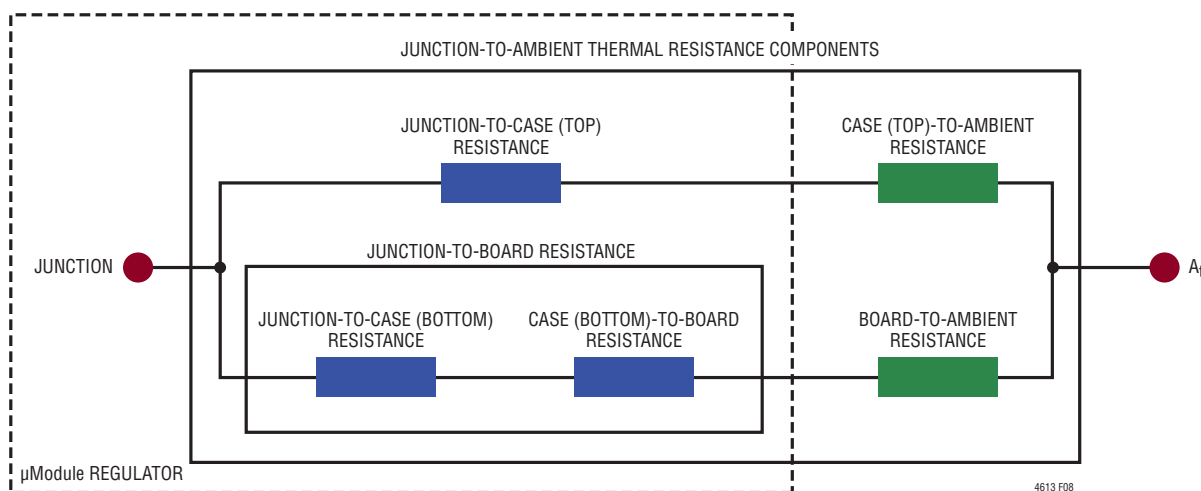 JUNCTION-TO-AMBIENT THERMAL RESISTANCE COMPONENTS
JUNCTION-TO-CASE (TOP)
RESISTANCE
CASE (TOP)-TO-AMBIENT
RESISTANCE
JUNCTION
JUNCTION-TO-BOARD RESISTANCE
JUNCTION-TO-CASE (BOTTOM)
RESISTANCE
CASE (BOTTOM)-TO-BOARD
RESISTANCE
BOARD-TO-AMBIENT
RESISTANCE
µModule REGULATOR
4613 F08